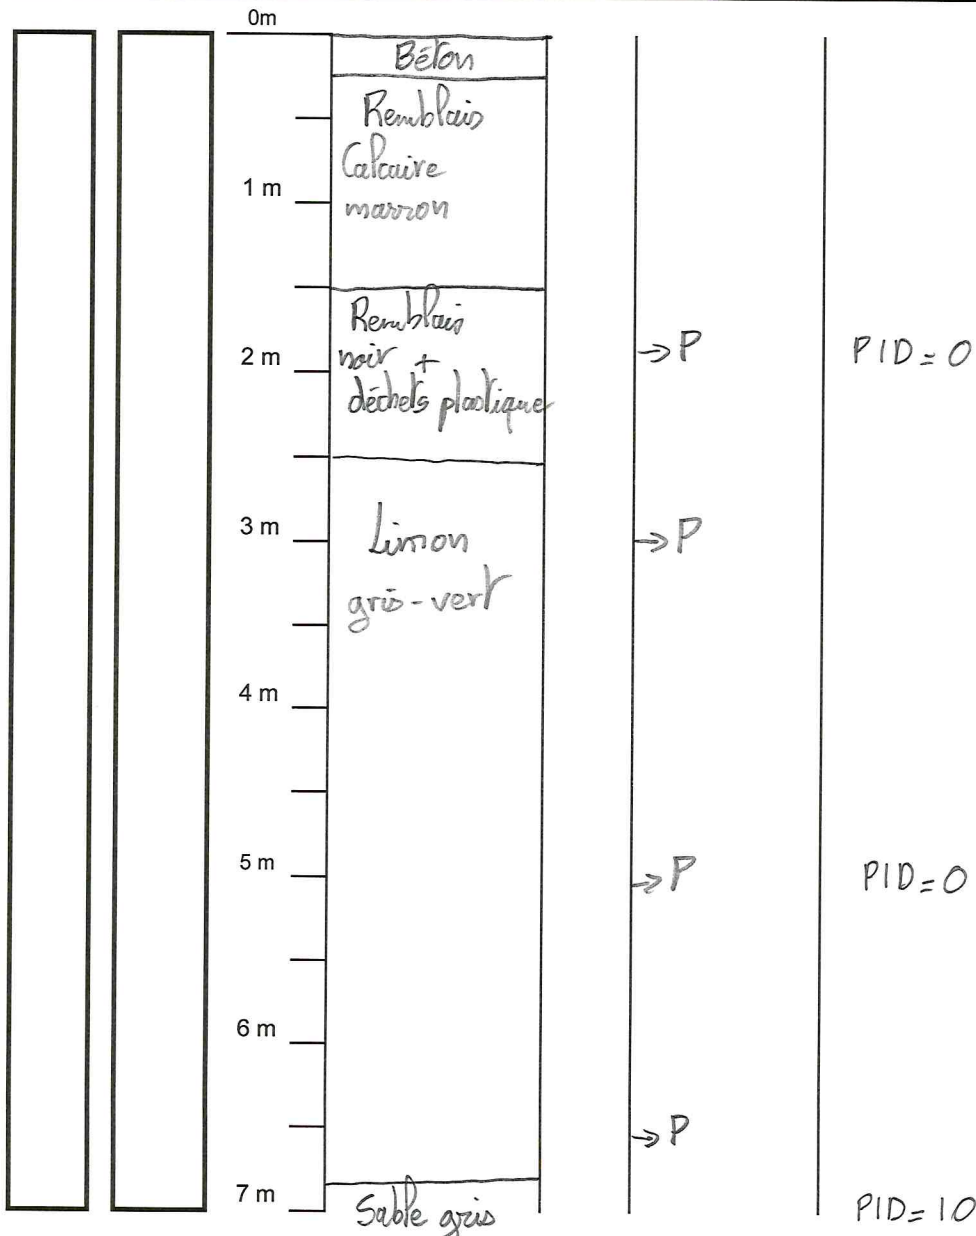 0m
Béton
Remblais
Calcaire
1 m
marron
Remblais
2 m
noir +
déchets plastique
→ P
PID = 0
3 m
Limon
→ P
gris-vert
4 m
5 m
→ P
PID = 0
6 m
→ P
7 m
Sable gris
PID = 10